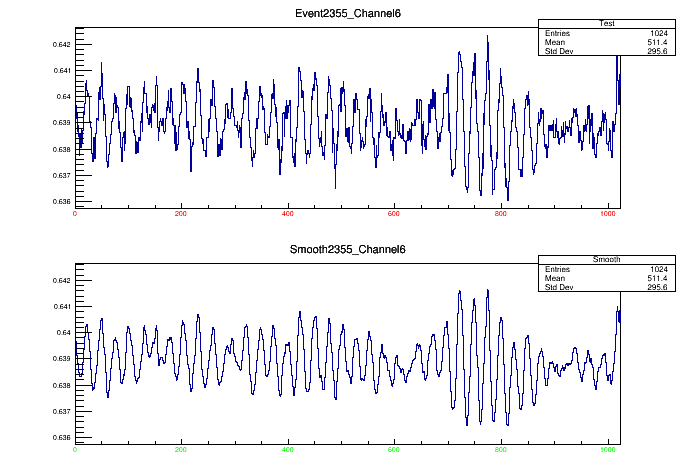 Event2355_Channel6
Test
Entries 1024
Mean 511.4
Std Dev 295.6
0.642
0.641
0.64
0.639
0.638
0.637
0.636
0 200 400 600 800 1000
Smooth2355_Channel6
Smooth
Entries 1024
Mean 511.4
Std Dev 295.6
0.642
0.641
0.64
0.639
0.638
0.637
0.636
0 200 400 600 800 1000